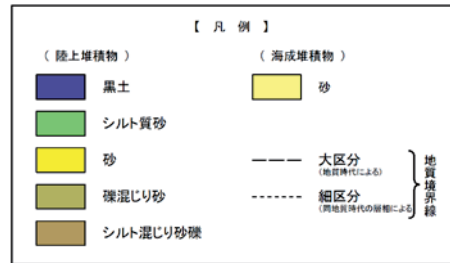 【 凡 例 】
( 陸上堆積物 )
黒土
シルト質砂
砂
礫混じり砂
シルト混じり砂礫
( 海成堆積物 )
砂
大区分
(地質時代による)
細区分
(同地質時代の層相による
地質境界線